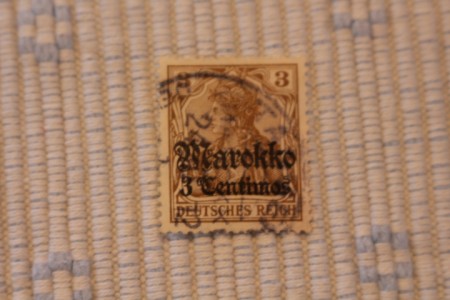 3
Marokko
3 Centimos
DEUTSCHES REICH